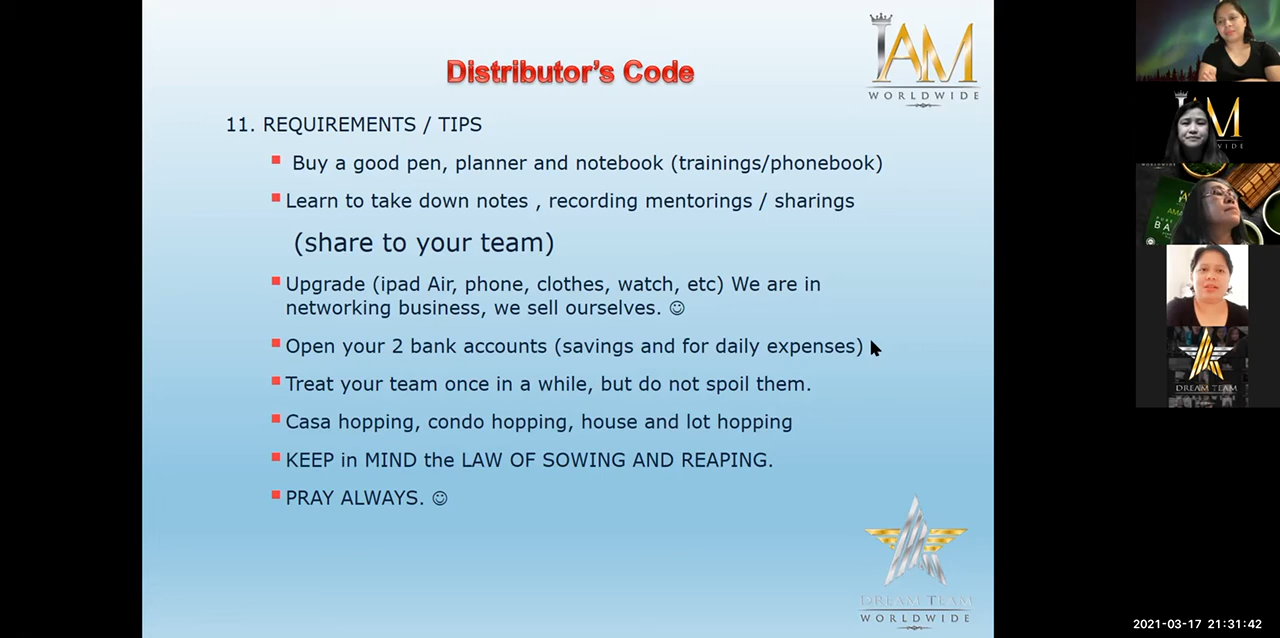 Distributor's Code
IAM
WORLDWIDE
11. REQUIREMENTS / TIPS
Buy a good pen, planner and notebook (trainings/phonebook)
Learn to take down notes , recording mentorings / sharings
(share to your team)
Upgrade (ipad Air, phone, clothes, watch, etc) We are in
networking business, we sell ourselves. ☺
Open your 2 bank accounts (savings and for daily expenses)
Treat your team once in a while, but do not spoil them.
Casa hopping, condo hopping, house and lot hopping
KEEP in MIND the LAW OF SOWING AND REAPING.
PRAY ALWAYS. ☺
DREAM TEAM
WORLDWIDE
DREAM TEAM
WORLDWIDE
2021-03-17 21:31:42